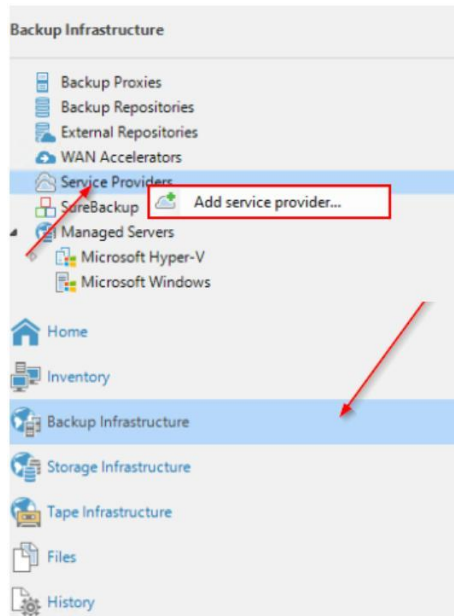 Backup Infrastructure
Backup Proxies
Backup Repositories
External Repositories
WAN Accelerators
Service Providers
Add service provider...
SureBackup
Managed Servers
Microsoft Hyper-V
Microsoft Windows
Home
Inventory
Backup Infrastructure
Storage Infrastructure
Tape Infrastructure
Files
History